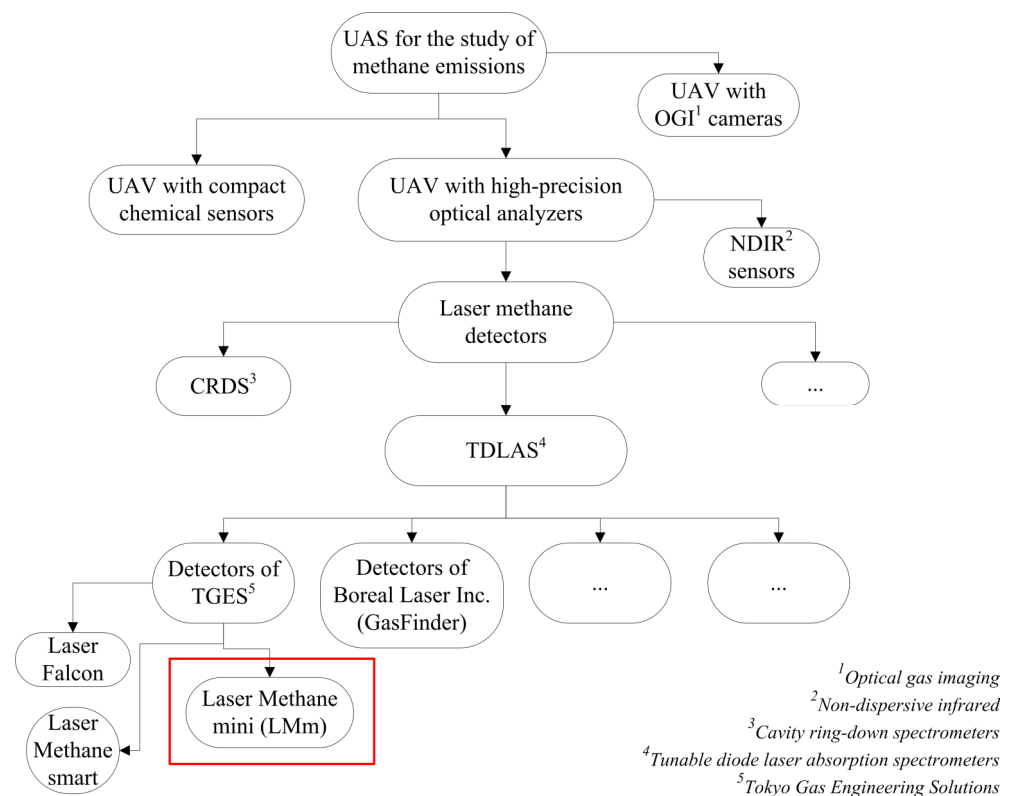 UAS for the study of
methane emissions
UAV with
OGI¹ cameras
UAV with compact
chemical sensors
UAV with high-precision
optical analyzers
NDIR²
sensors
Laser methane
detectors
CRDS³
...
TDLAS⁴
Detectors of
TGES⁵
Detectors of
Boreal Laser Inc.
(GasFinder)
...
...
Laser
Falcon
Laser Methane
mini (LMm)
Laser
Methane
smart
¹Optical gas imaging
²Non-dispersive infrared
³Cavity ring-down spectrometers
⁴Tunable diode laser absorption spectrometers
⁵Tokyo Gas Engineering Solutions